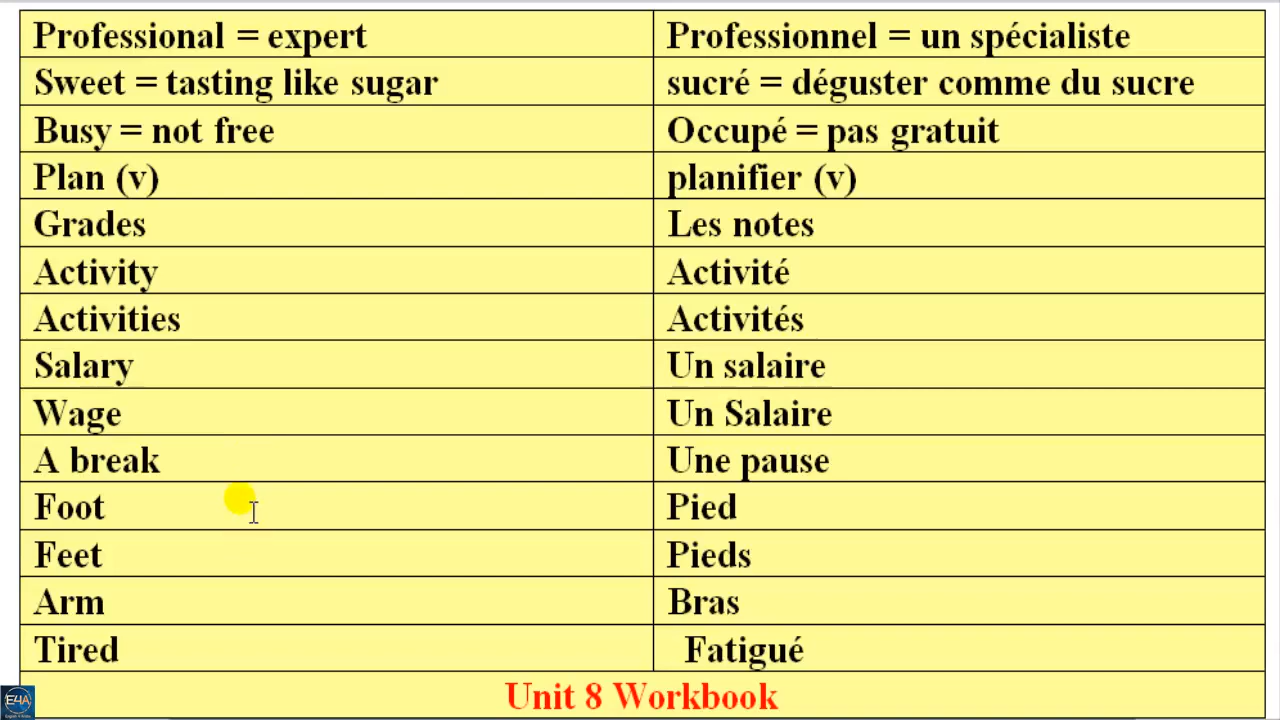 Professional = expert
Professionnel = un spécialiste
Sweet = tasting like sugar
sucré = déguster comme du sucre
Busy = not free
Occupé = pas gratuit
Plan (v)
planifier (v)
Grades
Les notes
Activity
Activité
Activities
Activités
Salary
Un salaire
Wage
Un Salaire
A break
Une pause
Foot
Pied
Feet
Pieds
Arm
Bras
Tired
Fatigué
Unit 8 Workbook
E4A